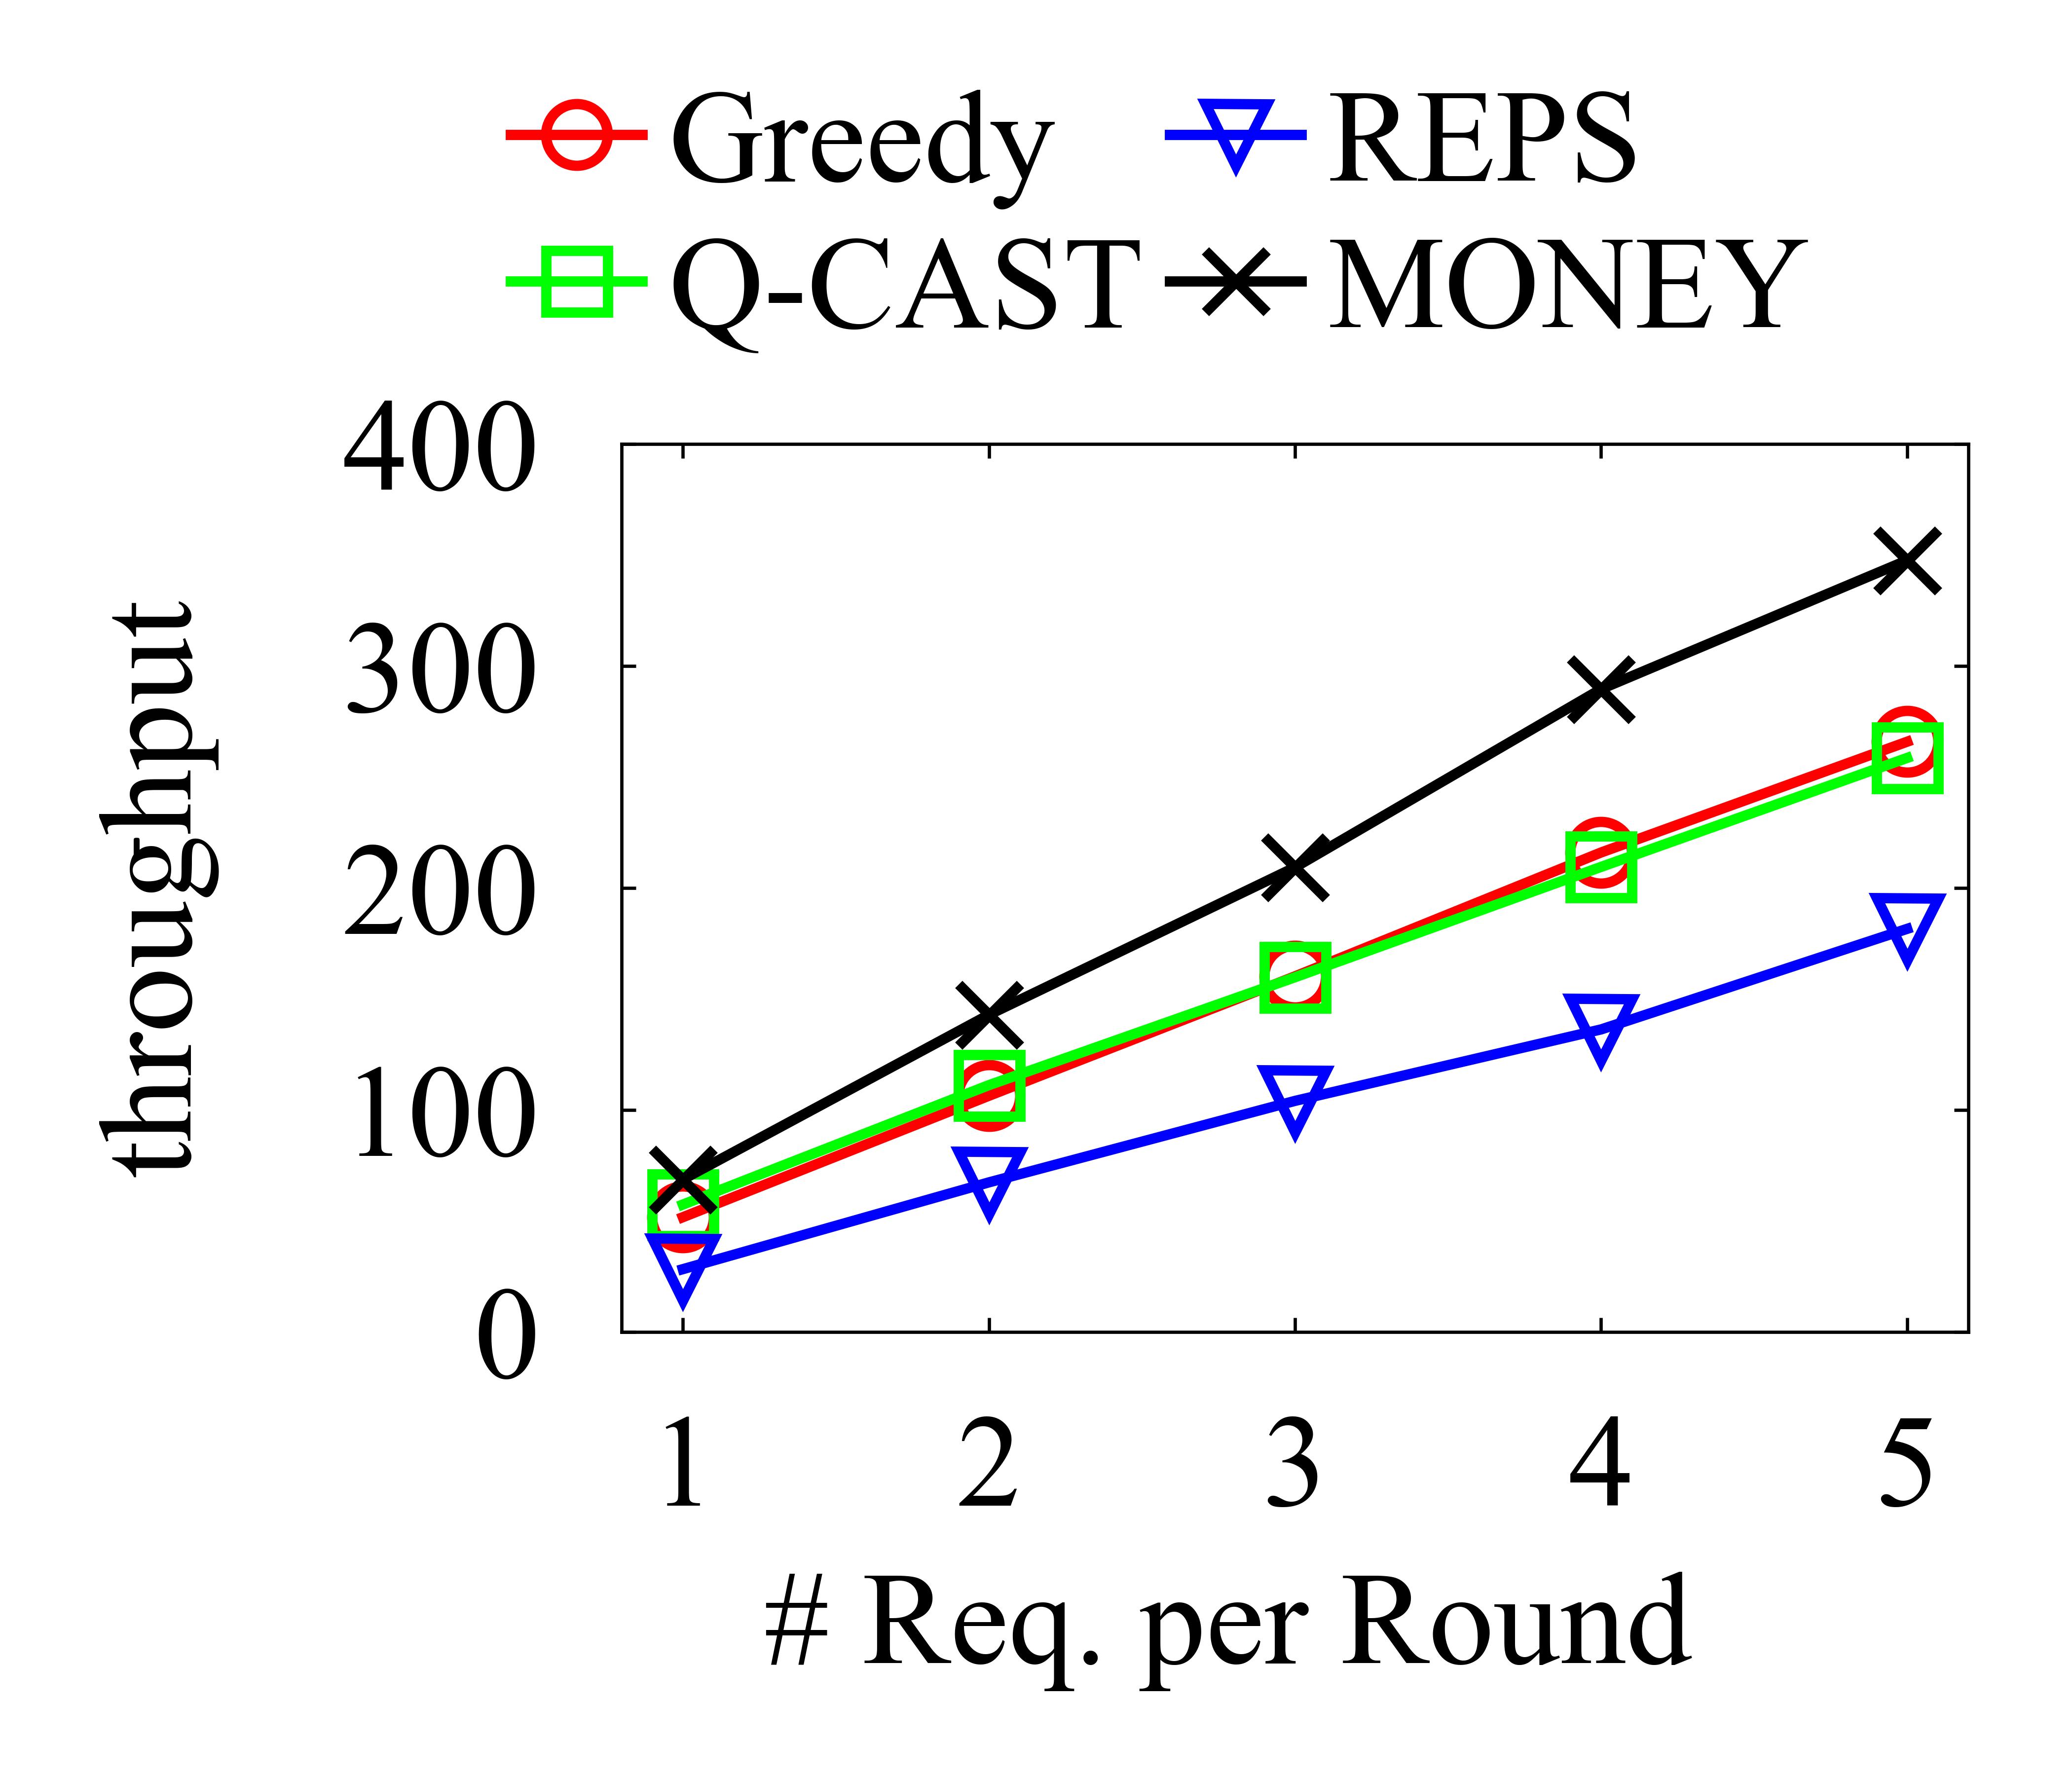 Greedy REPS
Q-CAST MONEY
400
300
200
100
0
throughput
1 2 3 4 5
# Req. per Round